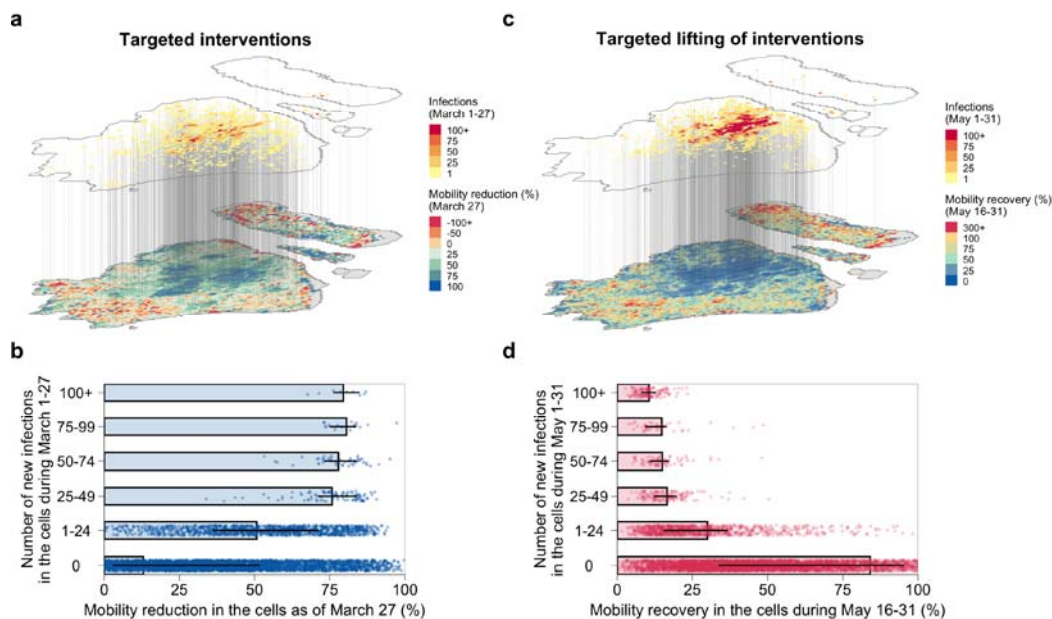 a
Targeted interventions
Infections
(March 1-27)
100+
75
50
25
1
Mobility reduction (%)
(March 27)
-100+
-50
0
25
50
75
100
b
Number of new infections
in the cells during March 1-27
100+
75-99
50-74
25-49
1-24
0
0
25
50
75
100
Mobility reduction in the cells as of March 27 (%)
c
Targeted lifting of interventions
Infections
(May 1-31)
100+
75
50
25
1
Mobility recovery (%)
(May 16-31)
300+
100
75
50
25
0
d
Number of new infections
in the cells during May 1-31
100+
75-99
50-74
25-49
1-24
0
0
25
50
75
100
Mobility recovery in the cells during May 16-31 (%)